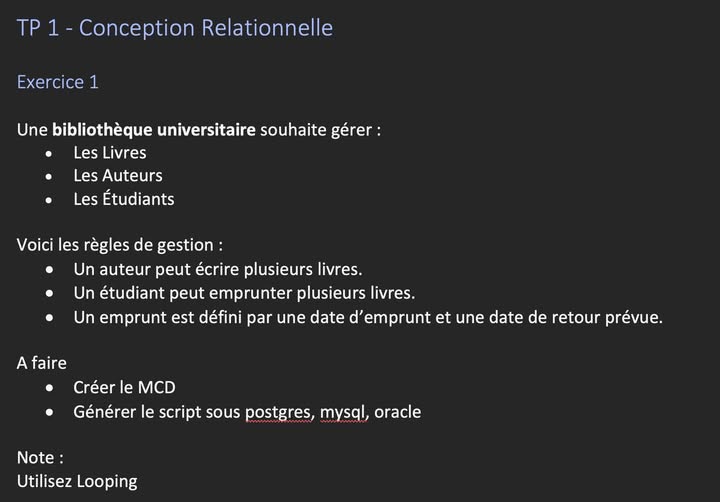 TP 1 - Conception Relationnelle
Exercice 1
Une bibliothèque universitaire souhaite gérer :
• Les Livres
• Les Auteurs
• Les Étudiants
Voici les règles de gestion :
• Un auteur peut écrire plusieurs livres.
• Un étudiant peut emprunter plusieurs livres.
• Un emprunt est défini par une date d’emprunt et une date de retour prévue.
A faire
• Créer le MCD
• Générer le script sous postgres, mysql, oracle
Note :
Utilisez Looping